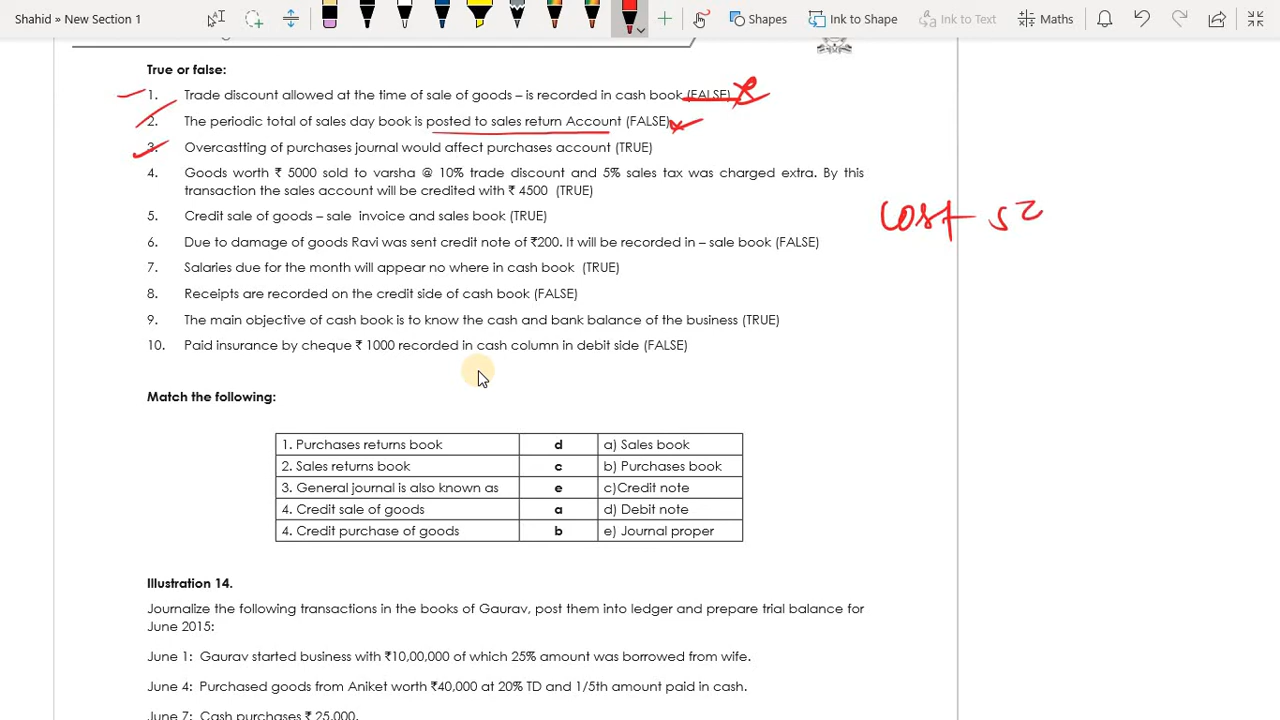 Shahid » New Section 1
Shapes
Ink to Shape
Ink to Text
Maths
True or false:
1. Trade discount allowed at the time of sale of goods – is recorded in cash book (FALSE)
2. The periodic total of sales day book is posted to sales return Account (FALSE)
3. Overcastting of purchases journal would affect purchases account (TRUE)
4. Goods worth ₹ 5000 sold to varsha @ 10% trade discount and 5% sales tax was charged extra. By this
transaction the sales account will be credited with ₹ 4500 (TRUE)
cost 52
5. Credit sale of goods – sale invoice and sales book (TRUE)
6. Due to damage of goods Ravi was sent credit note of ₹200. It will be recorded in – sale book (FALSE)
7. Salaries due for the month will appear no where in cash book (TRUE)
8. Receipts are recorded on the credit side of cash book (FALSE)
9. The main objective of cash book is to know the cash and bank balance of the business (TRUE)
10. Paid insurance by cheque ₹ 1000 recorded in cash column in debit side (FALSE)
Match the following:
1. Purchases returns book d a) Sales book
2. Sales returns book c b) Purchases book
3. General journal is also known as e c)Credit note
4. Credit sale of goods a d) Debit note
4. Credit purchase of goods b e) Journal proper
Illustration 14.
Journalize the following transactions in the books of Gaurav, post them into ledger and prepare trial balance for
June 2015:
June 1: Gaurav started business with ₹10,00,000 of which 25% amount was borrowed from wife.
June 4: Purchased goods from Aniket worth ₹40,000 at 20% TD and 1/5th amount paid in cash.
June 7: Cash purchases ₹ 25,000.